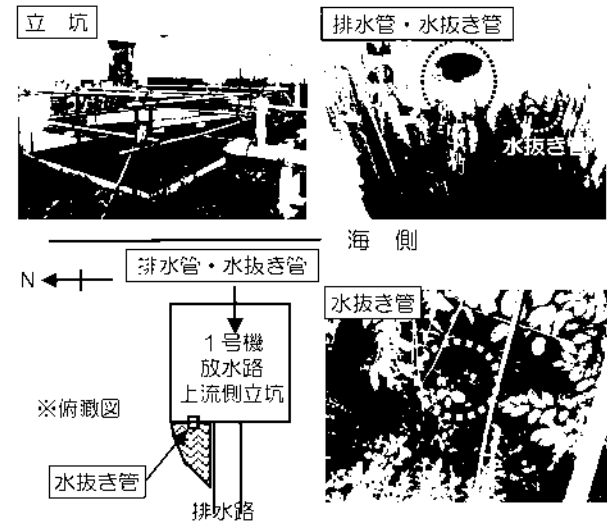 立 坑
排水管・水抜き管
水抜き管
海 側
N
排水管・水抜き管
水抜き管
1号機
放水路
上流側立坑
※俯瞰図
水抜き管
排水路